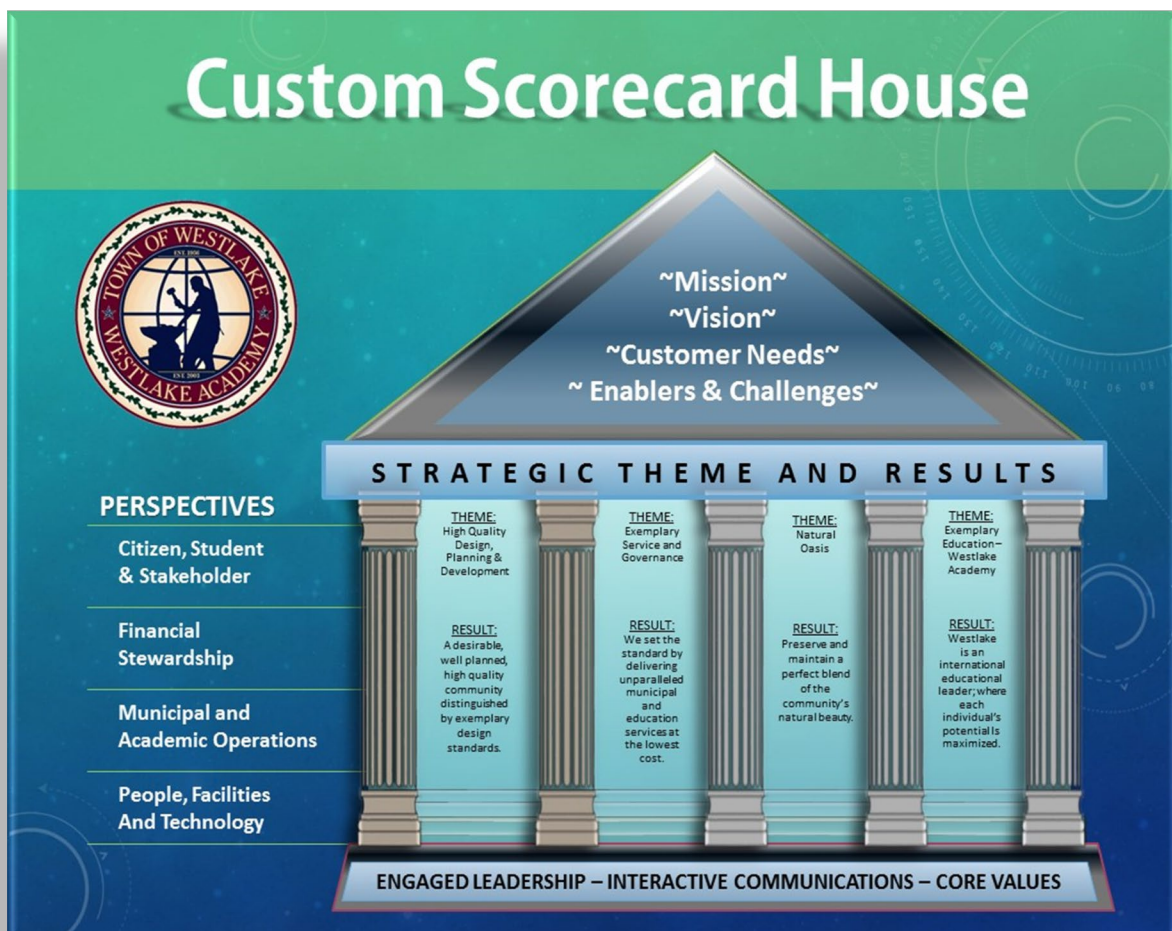 Custom Scorecard House
TOWN OF WESTLAKE
EST. 1956
EST. 2003
WESTLAKE ACADEMY
~Mission~
~Vision~
~Customer Needs~
~ Enablers & Challenges~
STRATEGIC THEME AND RESULTS
PERSPECTIVES
Citizen, Student
& Stakeholder
Financial
Stewardship
Municipal and
Academic Operations
People, Facilities
And Technology
THEME:
High Quality
Design,
Planning &
Development
RESULT:
A desirable,
well planned,
high quality
community
distinguished
by exemplary
design
standards.
THEME:
Exemplary
Service and
Governance
RESULT:
We set the
standard by
delivering
unparalleled
municipal
and
education
services at
the lowest
cost.
THEME:
Natural
Oasis
RESULT:
Preserve and
maintain a
perfect blend
of the
community's
natural beauty.
THEME:
Exemplary
Education–
Westlake
Academy
RESULT:
Westlake
is an
international
educational
leader; where
each
individual's
potential is
maximized.
ENGAGED LEADERSHIP – INTERACTIVE COMMUNICATIONS – CORE VALUES